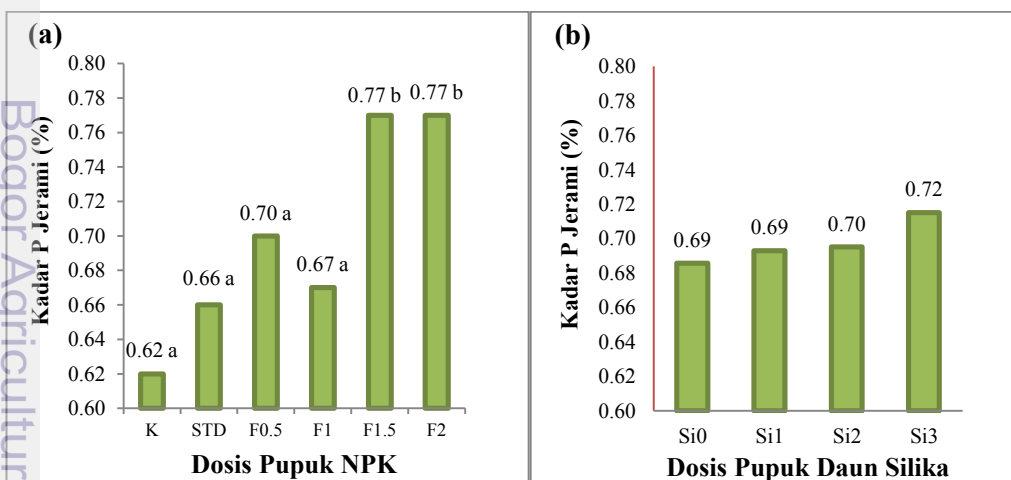 (a)
Kadar P Jerami (%)
0.80
0.78
0.76
0.74
0.72
0.70
0.68
0.66
0.64
0.62
0.60
0.62 a
0.66 a
0.70 a
0.67 a
0.77 b
0.77 b
K STD F0.5 F1 F1.5 F2
Dosis Pupuk NPK
(b)
Kadar P Jerami (%)
0.80
0.78
0.76
0.74
0.72
0.70
0.68
0.66
0.64
0.62
0.60
0.69
0.69
0.70
0.72
Si0 Si1 Si2 Si3
Dosis Pupuk Daun Silika
Bogor Agricultur